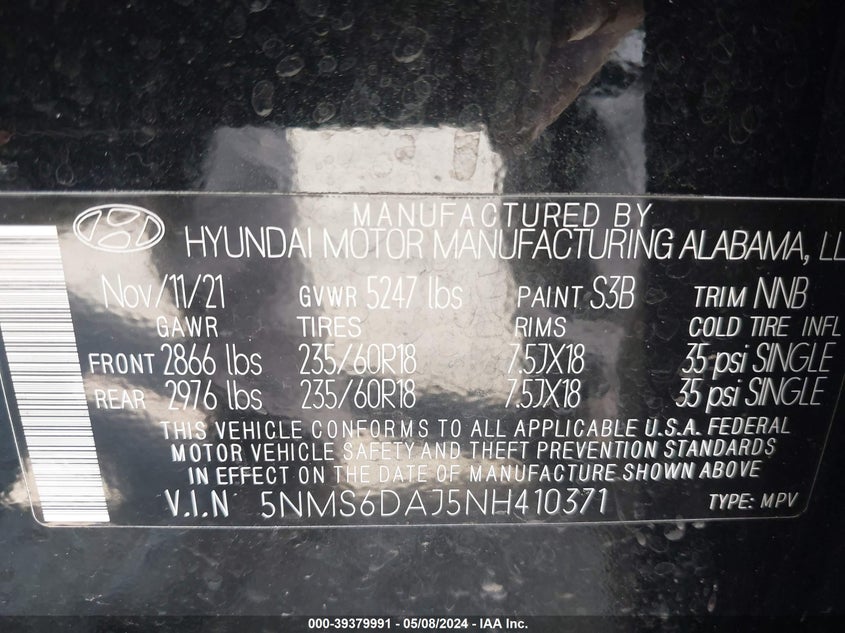 MANUFACTURED BY
HYUNDAI MOTOR MANUFACTURING ALABAMA, LL
Nov/11/21 GVWR 5247 lbs PAINT S3B TRIM NNB
GAWR TIRES RIMS COLD TIRE INFL
FRONT 2866 lbs 235/60R18 7.5JX18 35 psi SINGLE
REAR 2976 lbs 235/60R18 7.5JX18 35 psi SINGLE
THIS VEHICLE CONFORMS TO ALL APPLICABLE U.S.A. FEDERAL
MOTOR VEHICLE SAFETY AND THEFT PREVENTION STANDARDS
IN EFFECT ON THE DATE OF MANUFACTURE SHOWN ABOVE
V.I.N 5NMS6DAJ5NH410371 TYPE: MPV
000-39379991 - 05/08/2024 - IAA Inc.